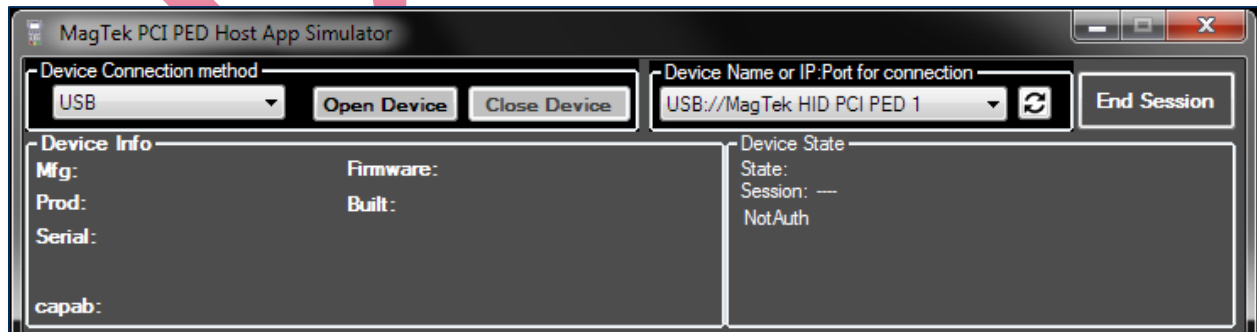 MagTek PCI PED Host App Simulator
Device Connection method
USB
Open Device
Close Device
Device Name or IP:Port for connection
USB://MagTek HID PCI PED 1
End Session
Device Info
Mfg:
Firmware:
Prod:
Built:
Serial:
capab:
Device State
State:
Session: ----
NotAuth